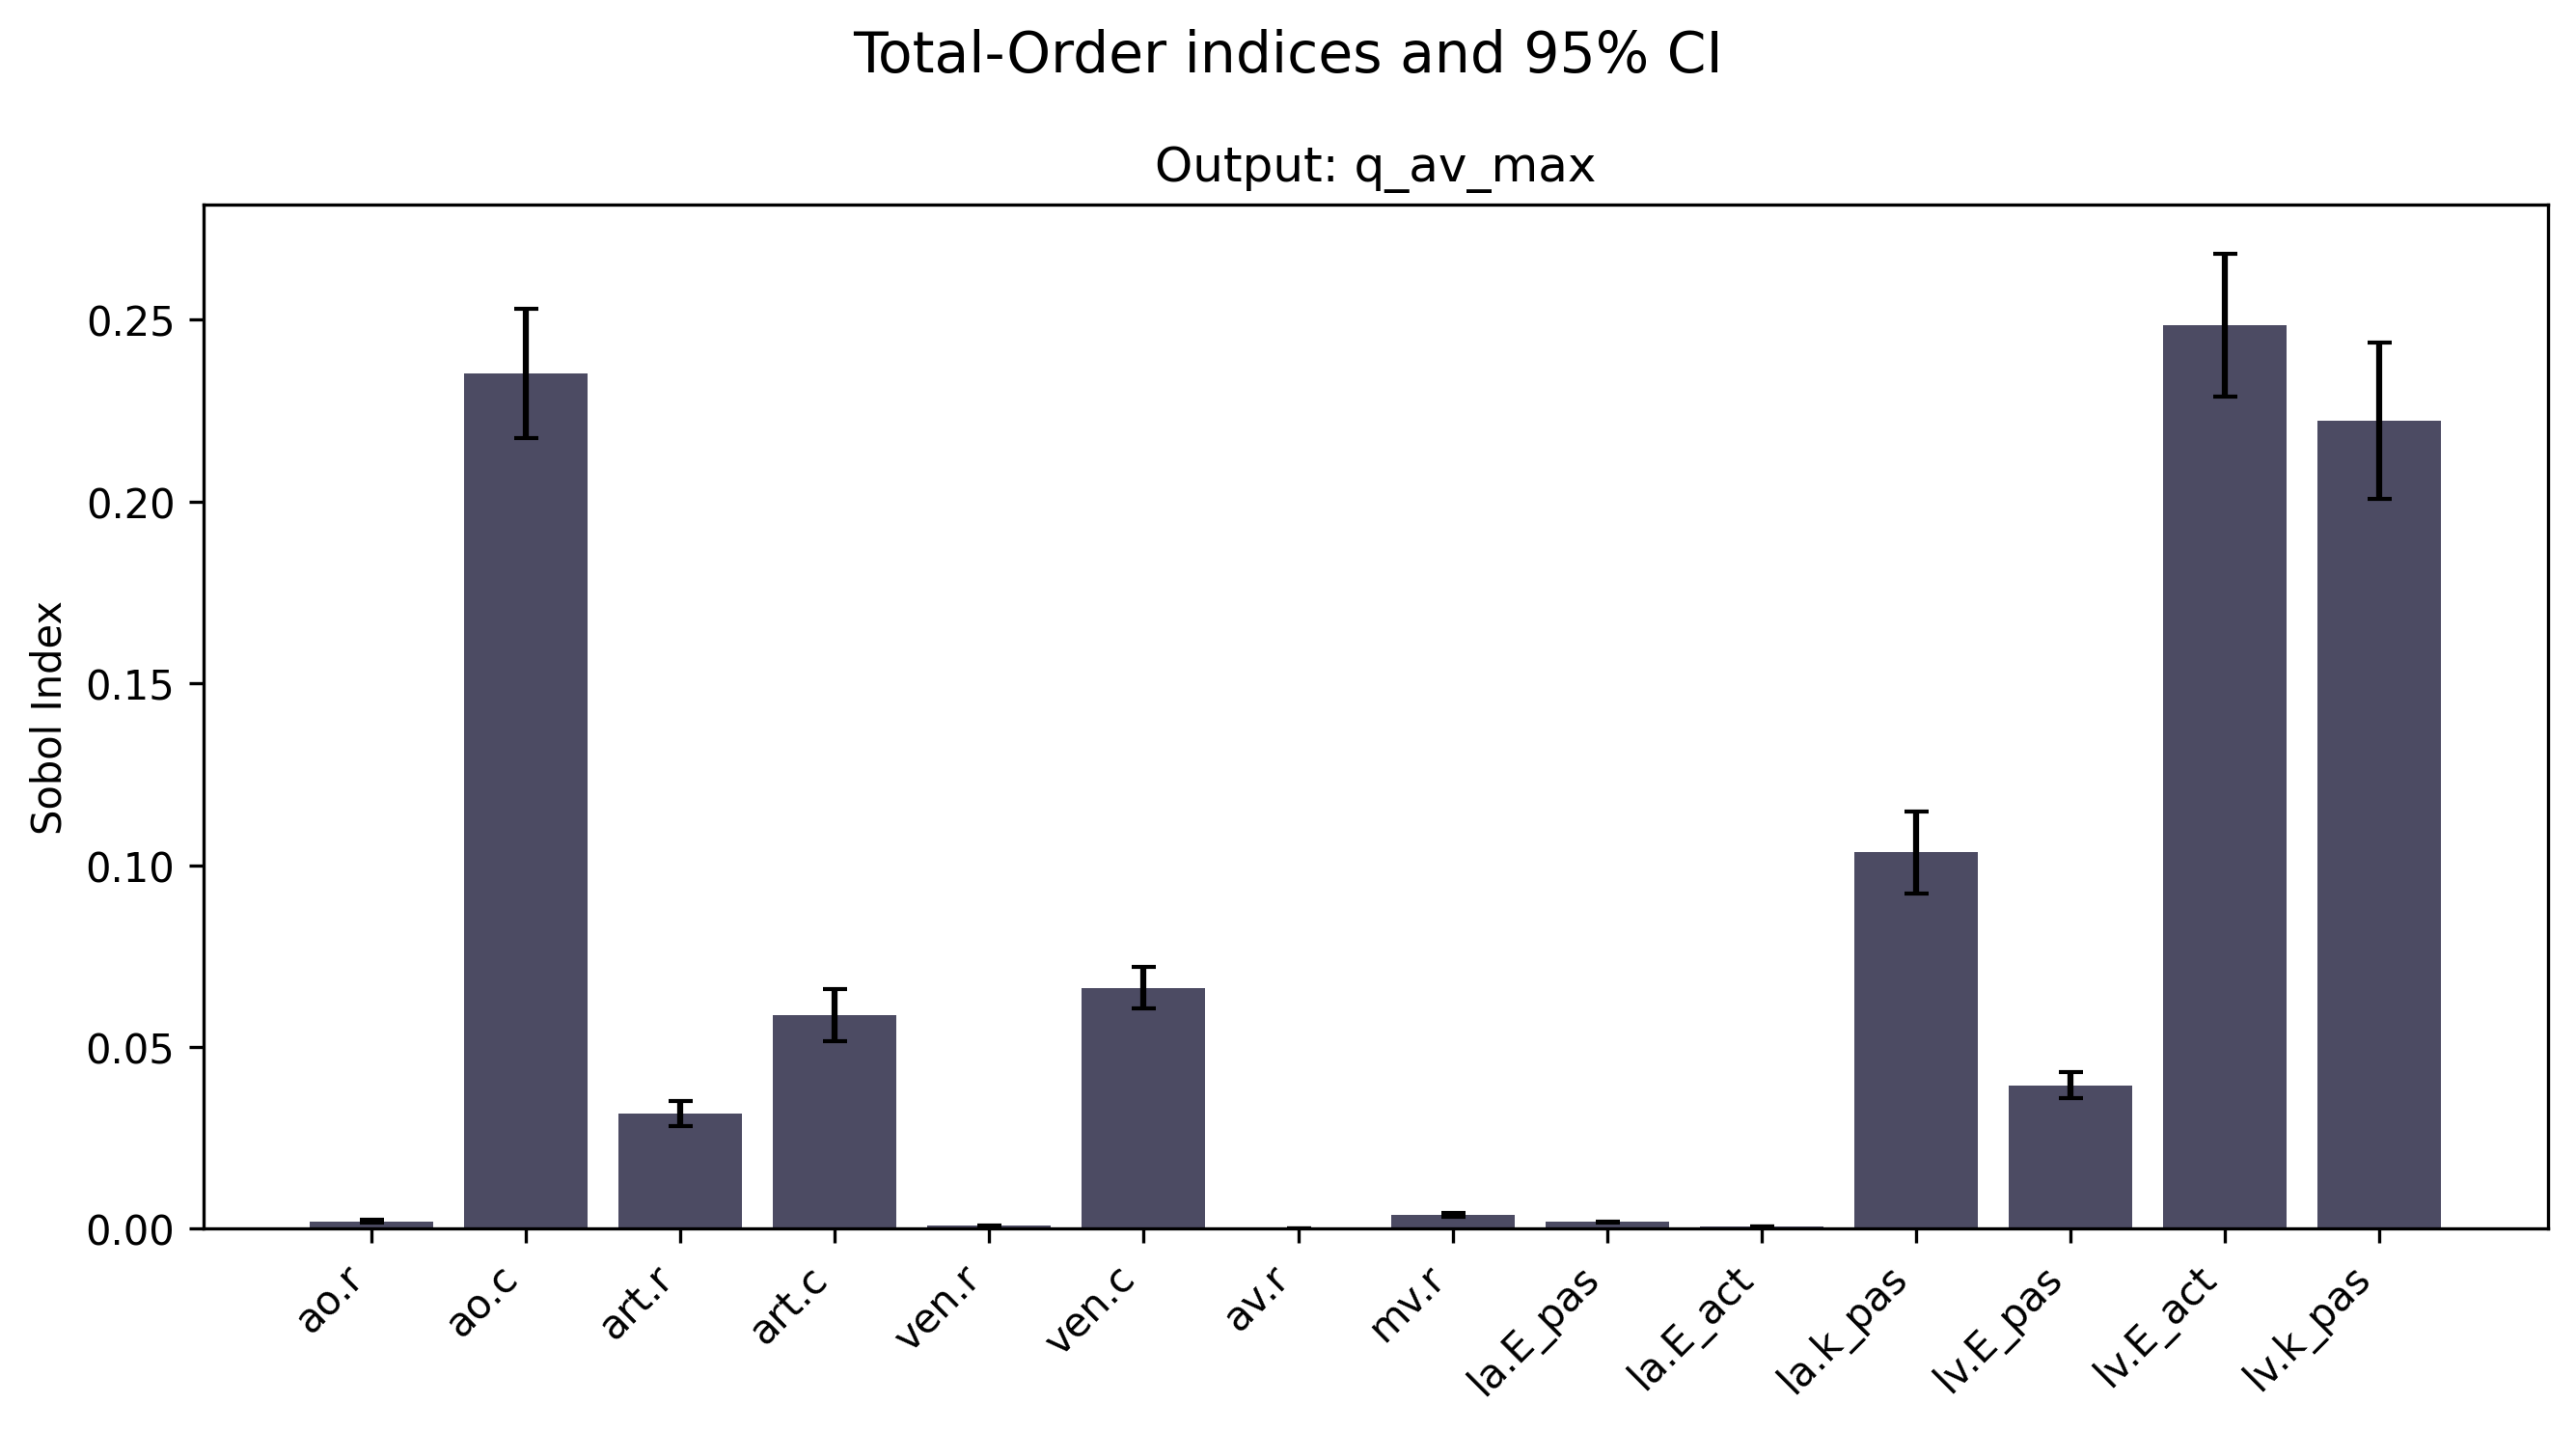 Total-Order indices and 95% CI
Output: q_av_max
Sobol Index
0.25
0.20
0.15
0.10
0.05
0.00
ao.r
ao.c
art.r
art.c
ven.r
ven.c
av.r
mv.r
la.E_pas
la.E_act
la.k_pas
lv.E_pas
lv.E_act
lv.k_pas